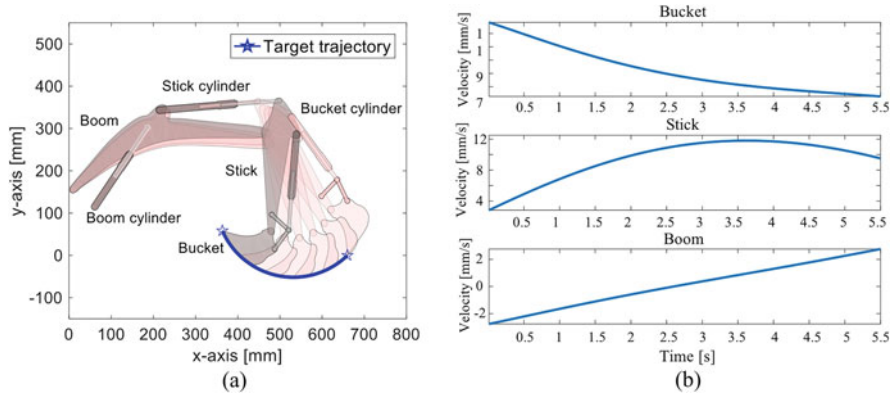 550
500
400
300
200
100
0
-100
0 100 200 300 400 500 600 700 800
y-axis [mm]
x-axis [mm]
Target trajectory
Stick cylinder
Boom
Bucket cylinder
Stick
Boom cylinder
Bucket
(a)
Bucket
Velocity [mm/s]
1
1
9
7
0.5 1 1.5 2 2.5 3 3.5 4 4.5 5 5.5
Stick
Velocity [mm/s]
12
8
4
0.5 1 1.5 2 2.5 3 3.5 4 4.5 5 5.5
Boom
Velocity [mm/s]
2
0
-2
0.5 1 1.5 2 2.5 3 3.5 4 4.5 5 5.5
Time [s]
(b)